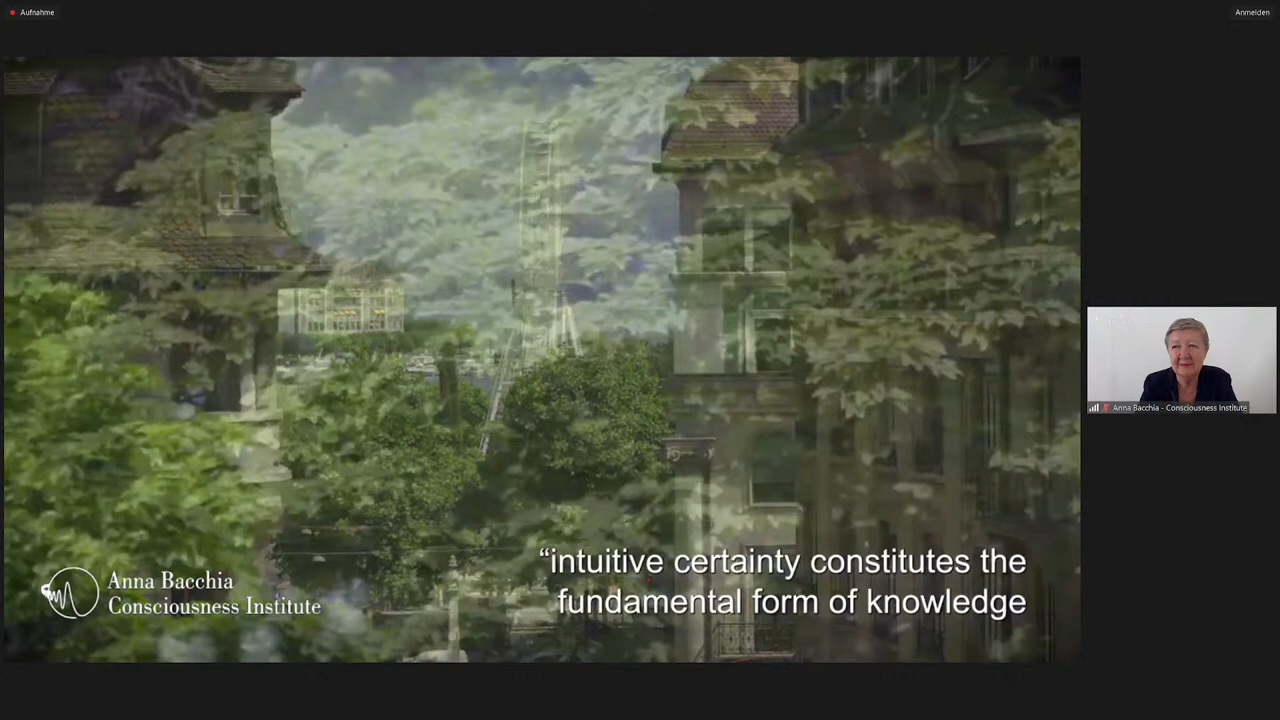 Aufnahme
Anmelden
Anna Bacchia - Consciousness Institute
“intuitive certainty constitutes the
fundamental form of knowledge
Anna Bacchia
Consciousness Institute